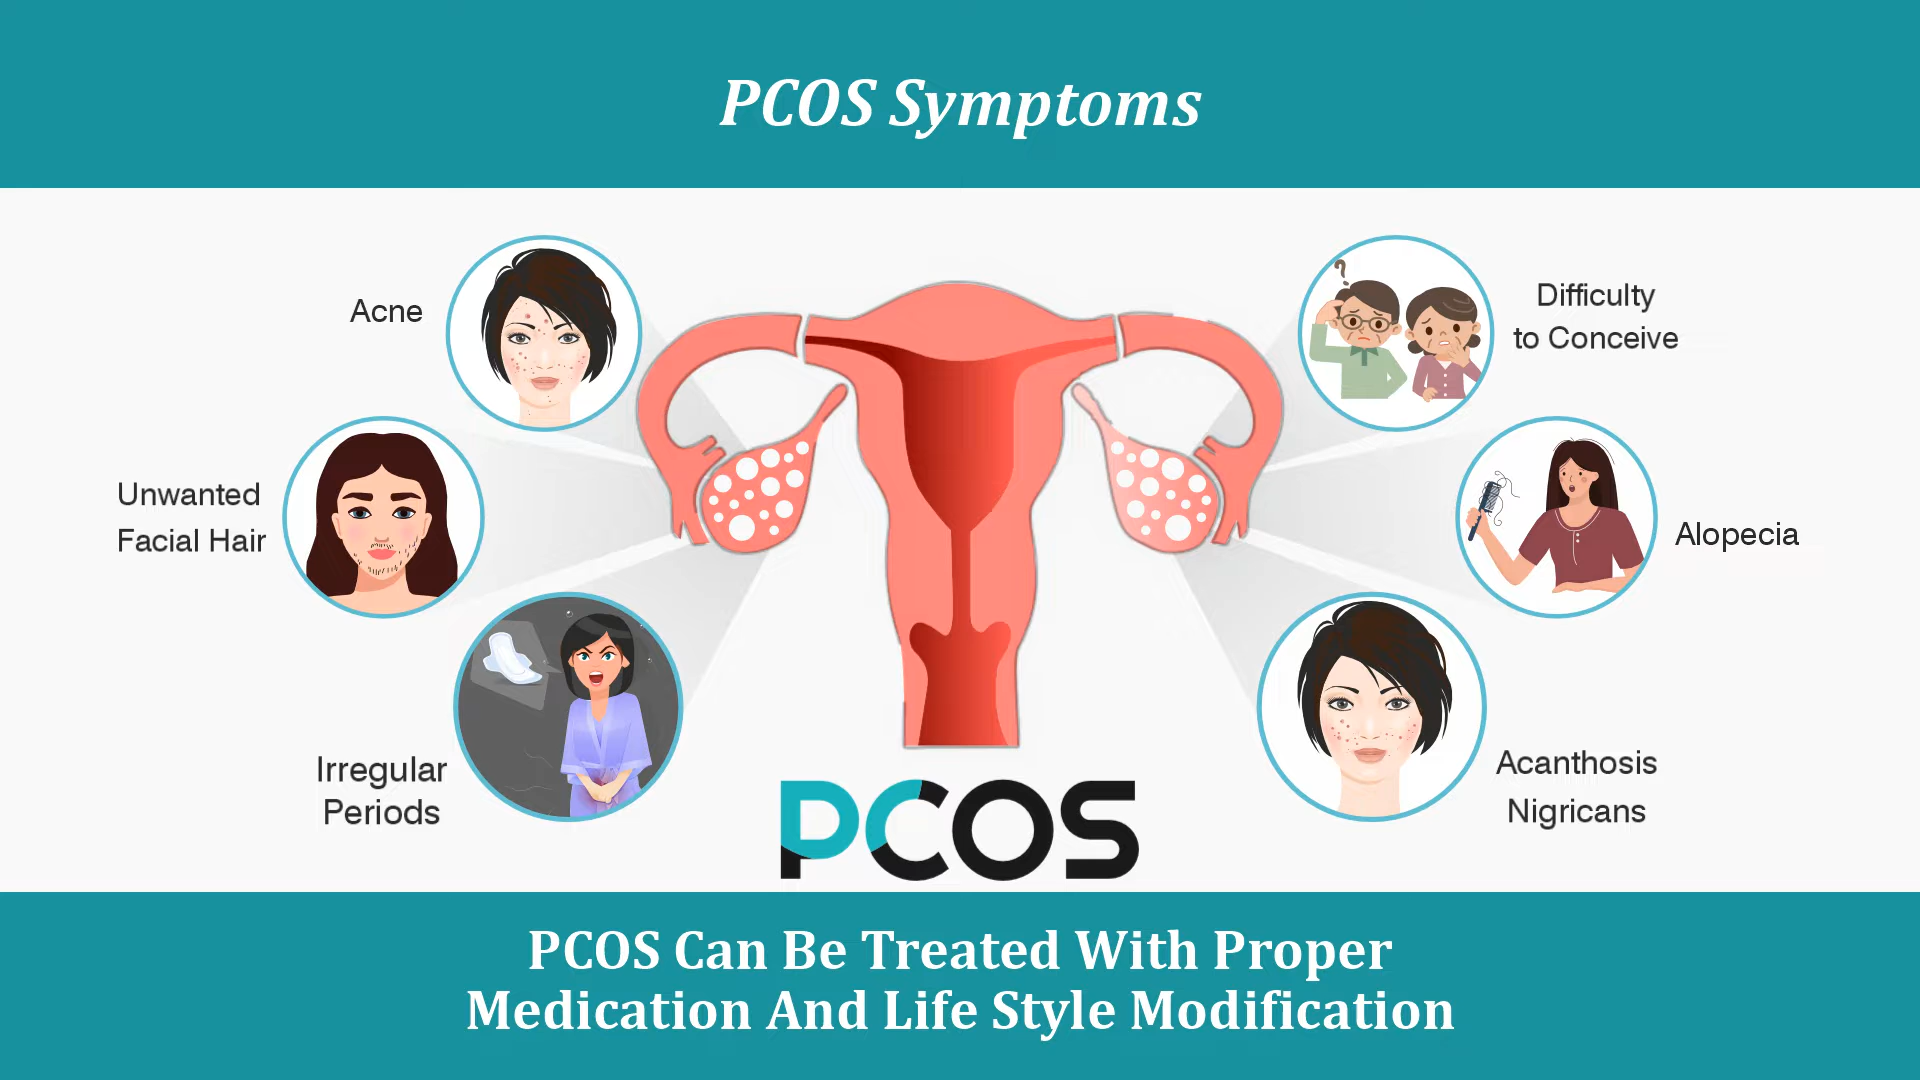 PCOS Symptoms
Acne
Difficulty
to Conceive
Unwanted
Facial Hair
Alopecia
Irregular
Periods
Acanthosis
Nigricans
?
PCOS
PCOS Can Be Treated With Proper
Medication And Life Style Modification